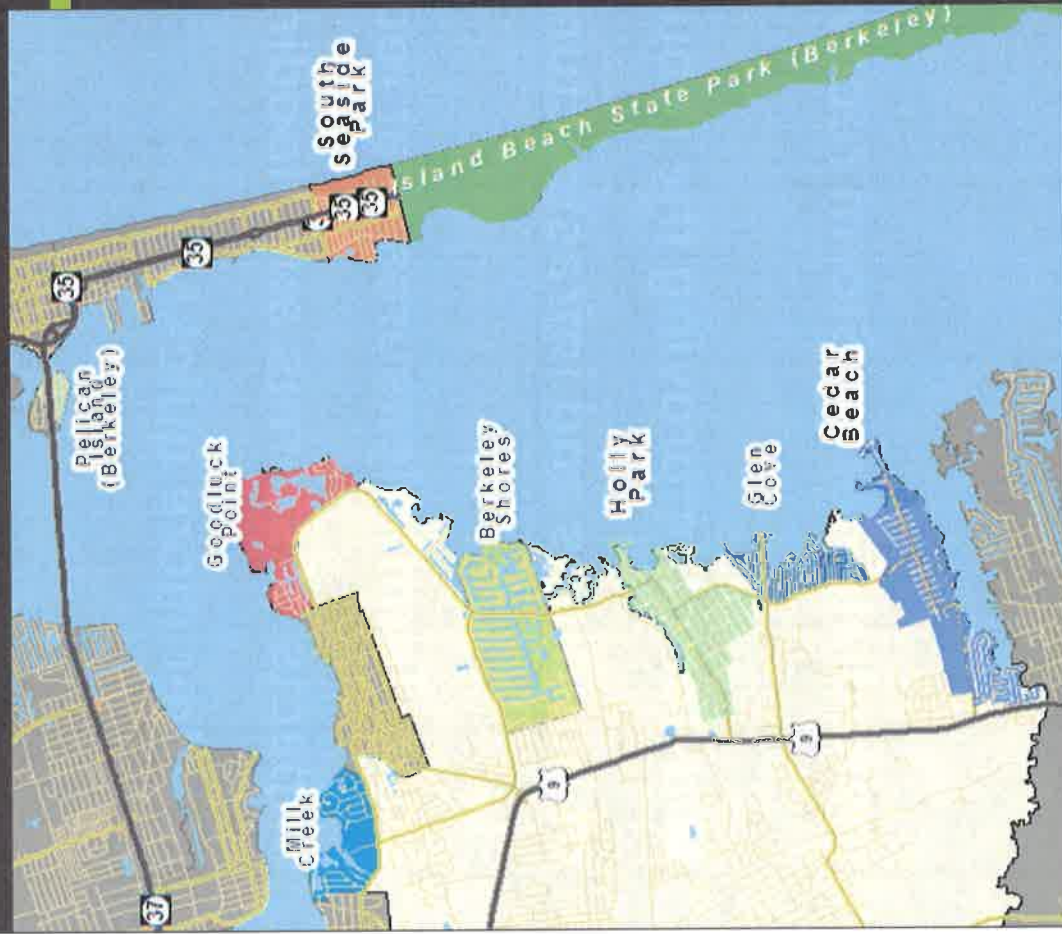 South
Seaside
Park
Island Beach State Park (Berkeley)
35
35
35
35
Pelican
Island
(Berkeley)
Goodluck
Point
Berkeley
Shores
Holly
Park
Glen
Cove
Cedar
Beach
Mill
Creek
37
9
9